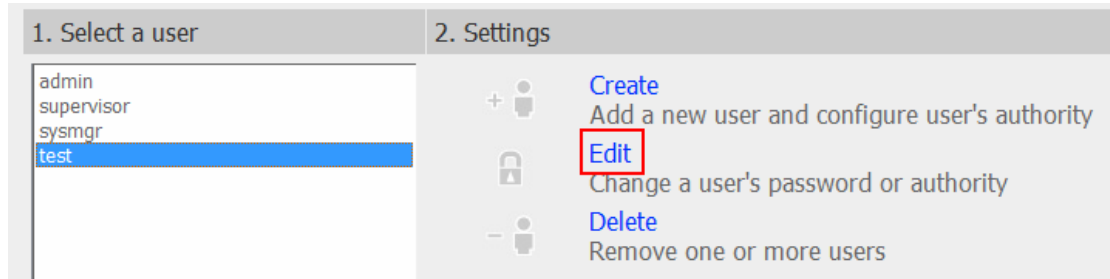 1. Select a user
2. Settings
admin
supervisor
sysmgr
test
Create
Add a new user and configure user's authority
Edit
Change a user's password or authority
Delete
Remove one or more users